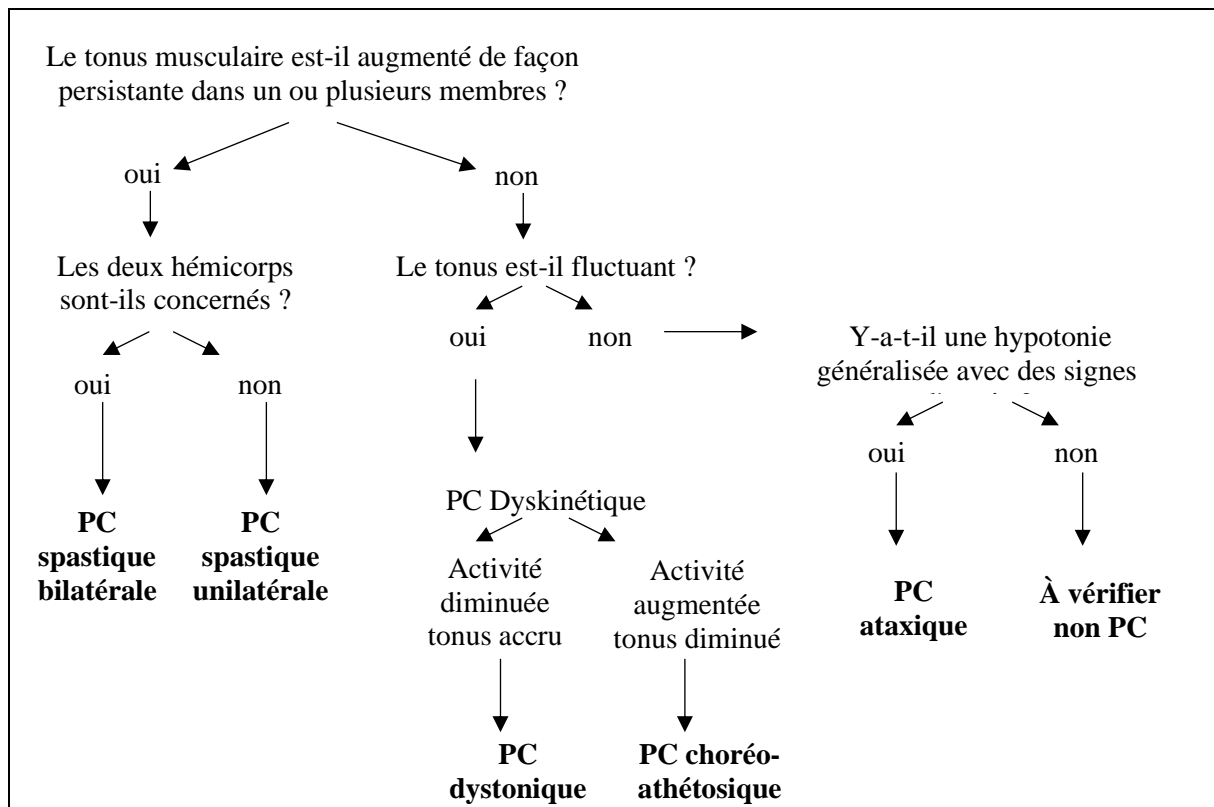 Le tonus musculaire est-il augmenté de façon
persistante dans un ou plusieurs membres ?
oui
non
Les deux hémicorps
sont-ils concernés ?
Le tonus est-il fluctuant ?
oui
non
oui
non
Y-a-t-il une hypotonie
généralisée avec des signes
PC
spastique
bilatérale
PC
spastique
unilatérale
PC Dyskinétique
Activité
diminuée
tonus accru
Activité
augmentée
tonus diminué
oui
non
PC
ataxique
À vérifier
non PC
PC
dystonique
PC choréo-
athétosique